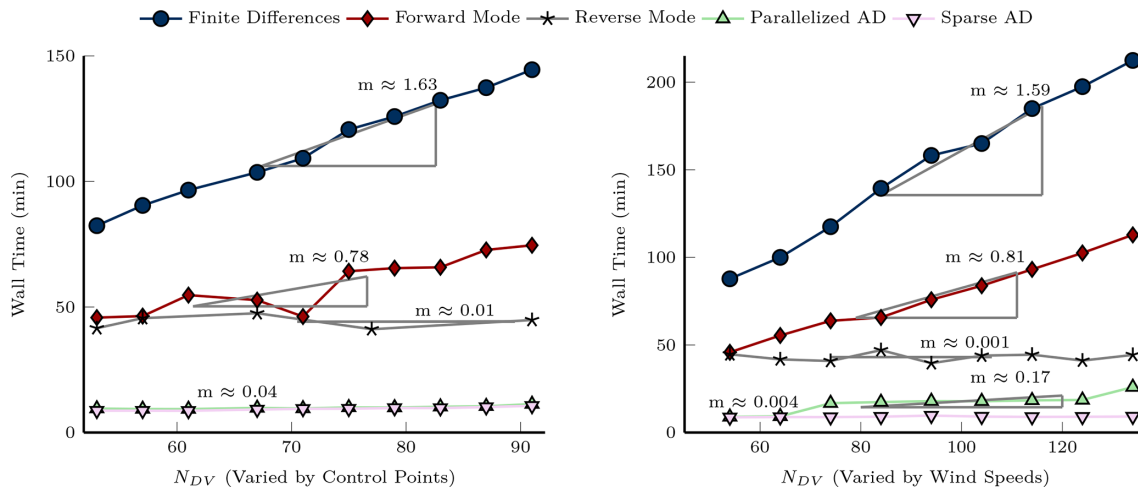 Finite Differences Forward Mode Reverse Mode Parallelized AD Sparse AD
150
100
50
0
Wall Time (min)
m ≈ 1.63
m ≈ 0.78
m ≈ 0.01
m ≈ 0.04
60 70 80 90
N_DV (Varied by Control Points)
200
150
100
50
0
Wall Time (min)
m ≈ 1.59
m ≈ 0.81
m ≈ 0.001
m ≈ 0.17
m ≈ 0.004
60 80 100 120
N_DV (Varied by Wind Speeds)